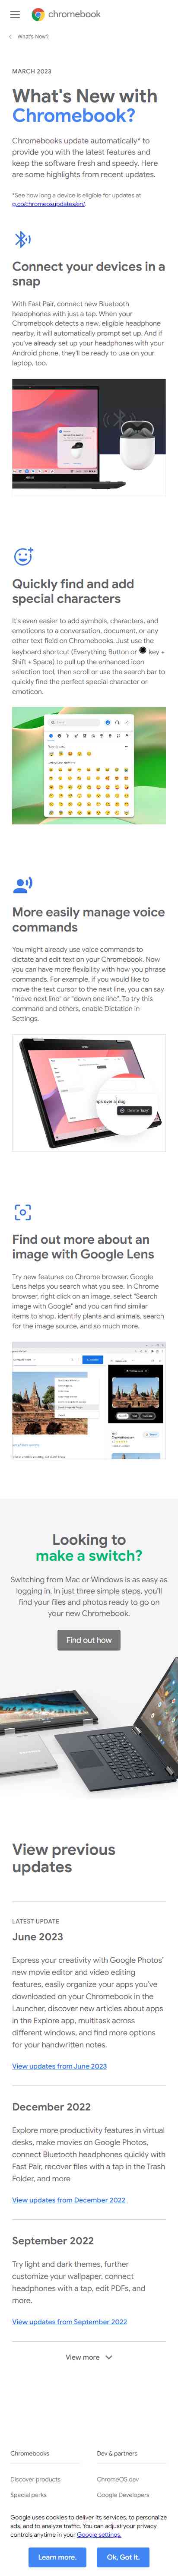 chromebook
What's New?
MARCH 2023
What's New with
Chromebook?
Chromebooks update automatically* to
provide you with the latest features and
keep the software fresh and speedy. Here
are some highlights from recent updates.
*See how long a device is eligible for updates at
g.co/chromeosupdates/en/.
Connect your devices in a
snap
With Fast Pair, connect new Bluetooth
headphones with just a tap. When your
Chromebook detects a new, eligible headphone
nearby, it will automatically prompt set up. And if
you've already set up your headphones with your
Android phone, they'll be ready to use on your
laptop, too.
Quickly find and add
special characters
It's even easier to add symbols, characters, and
emoticons to a comment, document, or any
other text field on Chromebooks. Just use the
keyboard shortcut (Everything Button or key +
Shift + Space) to pull up the enhanced icon
selection tool, then scroll or use the search bar to
quickly find a special character or
emoticon.
More easily manage voice
commands
You might already use voice commands to
dictate and edit text on your Chromebook. Now
you have more flexibility with how you phrase
commands. For example, if you would like to
move the text cursor to the next line, you can say
"move next line" or "down one line". To try this
command and others, enable Dictation in
Settings.
Find out more about an
image with Google Lens
Try new features on Chrome browser. Google
Lens helps you search what you see. In Chrome
browser, right click on an image, select "Search
image with Google" and you can find similar
items to shop, identify plants and animals, search
for the image source, and so much more.
Looking to
make a switch?
Switching from Mac or Windows is as easy as
logging in. In just three simple steps, you'll
find your files and photos ready to go on
your new Chromebook.
Find out how
View previous
updates
LATEST UPDATE
June 2023
Express your creativity with Google Photos'
new movie editor and video editing
features, easily organize your apps you've
downloaded on your Chromebook in the
Launcher, discover new articles about apps
in the Explore app, multitask across
different windows, and find more options
for your handwritten notes.
View updates from June 2023
December 2022
Explore more productivity features in virtual
desks, make movies on Google Photos,
connect Bluetooth headphones quickly with
Fast Pair, recover files with a tap in the Trash
Folder, and more
View updates from December 2022
September 2022
Try light and dark themes, further
customize your wallpaper, connect
headphones with a tap, edit PDFs, and
more.
View updates from September 2022
View more
Chromebooks Dev & partners
Discover products ChromeOS.dev
Special perks Google Developers
Google uses cookies to deliver its services, to personalize
ads, and to analyze traffic. You can adjust your privacy
controls anytime in your Google settings.
Learn more. Ok, Got it.